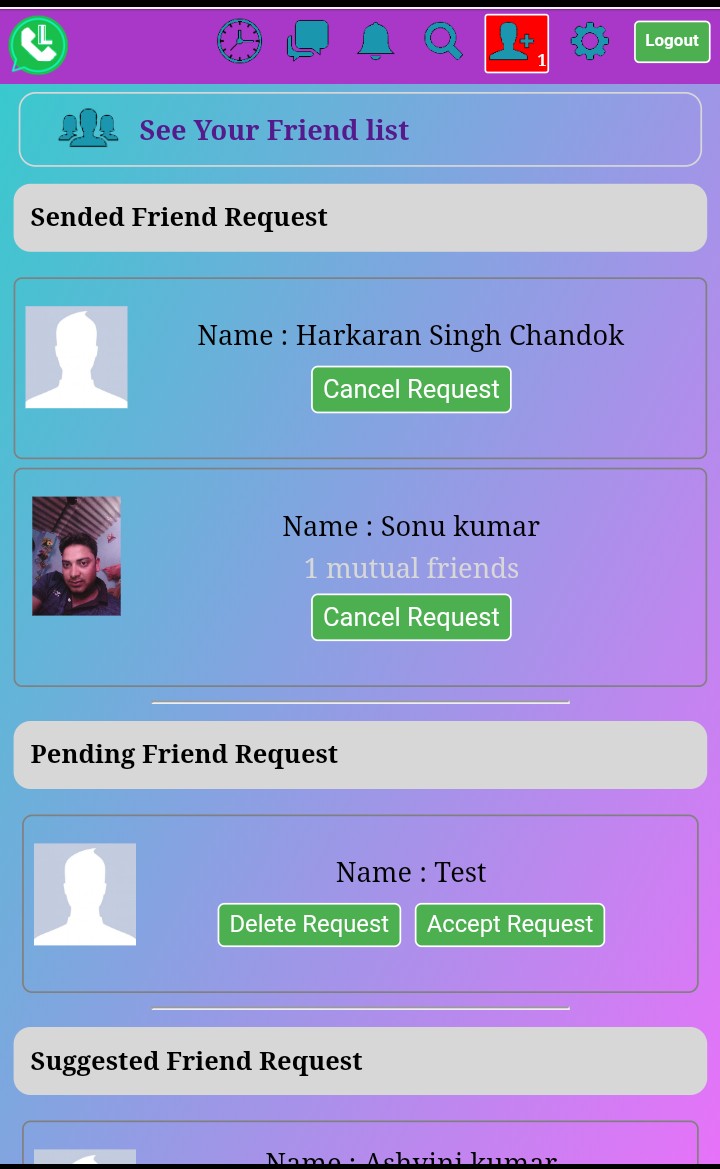 L
1
Logout
See Your Friend list
Sended Friend Request
Name : Harkaran Singh Chandok
Cancel Request
Name : Sonu kumar
1 mutual friends
Cancel Request
Pending Friend Request
Name : Test
Delete Request Accept Request
Suggested Friend Request
Name : Ashvini kumar